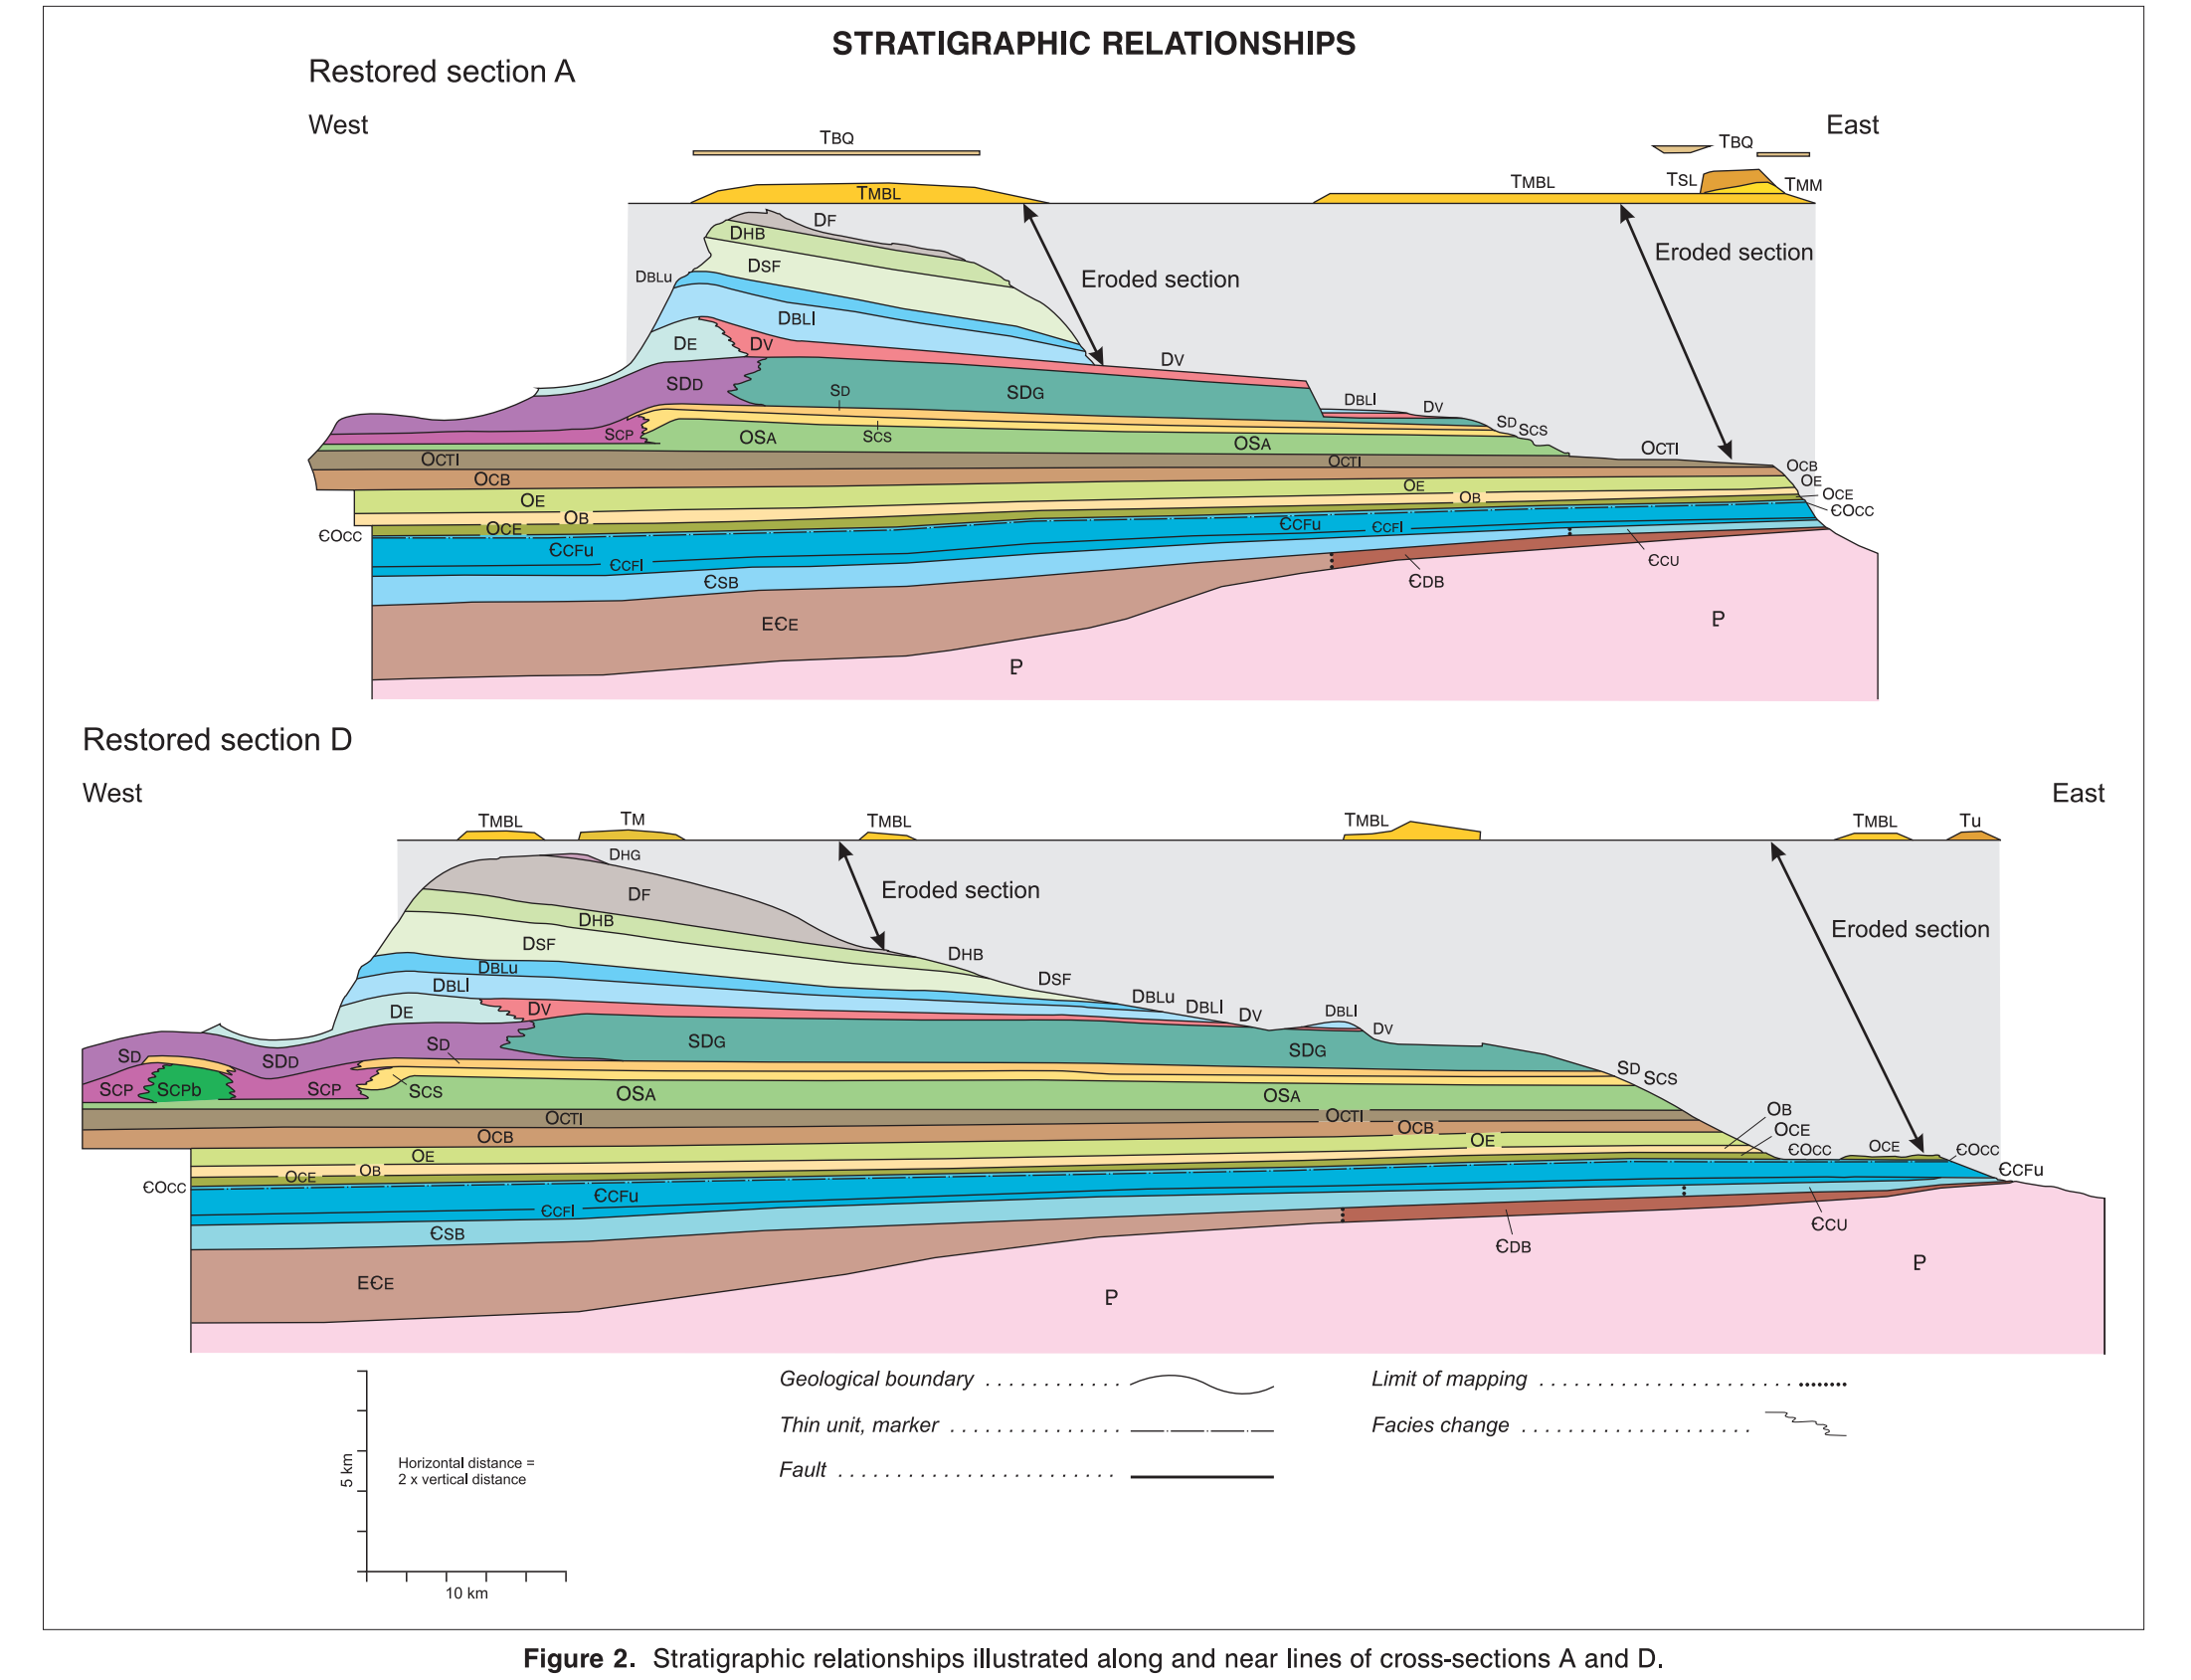 STRATIGRAPHIC RELATIONSHIPS
Restored section A
West
East
TBQ
TBQ
TMBL
TMBL
TSL
TMM
DF
DHB
DSF
DBLu
DBLl
Eroded section
Eroded section
DE
DV
DV
SDD
SD
SDG
DBLl
DV
SD
SCS
SCP
OSA
SCS
OSA
OCTl
OCTl
OCTl
OCB
OCB
OE
OE
OE
OB
OB
OCE
OCE
ЄOCC
ЄOCC
ЄCFu
ЄCFu
ЄCFl
ЄCFl
ЄSB
ЄCU
ЄDB
EЄE
P
P
Restored section D
West
East
TMBL
TM
TMBL
TMBL
TMBL
Tu
DHG
DF
Eroded section
Eroded section
DHB
DHB
DSF
DSF
DBLu
DBLu
DBLl
DBLl
DBLl
DE
DV
DV
DV
SD
SDD
SD
SDG
SDG
SD
SCS
SCP
SCPb
SCP
SCS
OSA
OSA
OCTl
OCTl
OCB
OCB
OB
OCE
OE
OE
OCE
OB
ЄOCC
OCE
ЄOCC
ЄCFu
ЄOCC
ЄCFu
ЄCFl
ЄSB
ЄCU
ЄDB
EЄE
P
P
5 km
Horizontal distance =
2 x vertical distance
10 km
Geological boundary
Thin unit, marker
Fault
Limit of mapping
Facies change
Figure 2. Stratigraphic relationships illustrated along and near lines of cross-sections A and D.